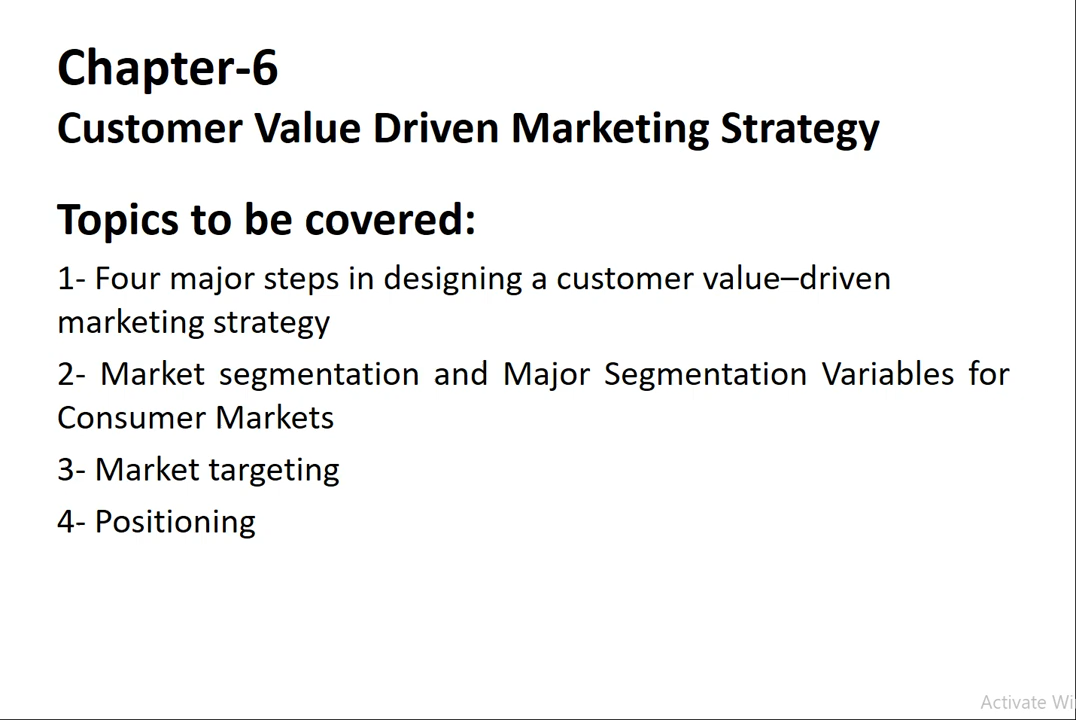 Chapter-6
Customer Value Driven Marketing Strategy
Topics to be covered:
1- Four major steps in designing a customer value–driven
marketing strategy
2- Market segmentation and Major Segmentation Variables for
Consumer Markets
3- Market targeting
4- Positioning
Activate Wi